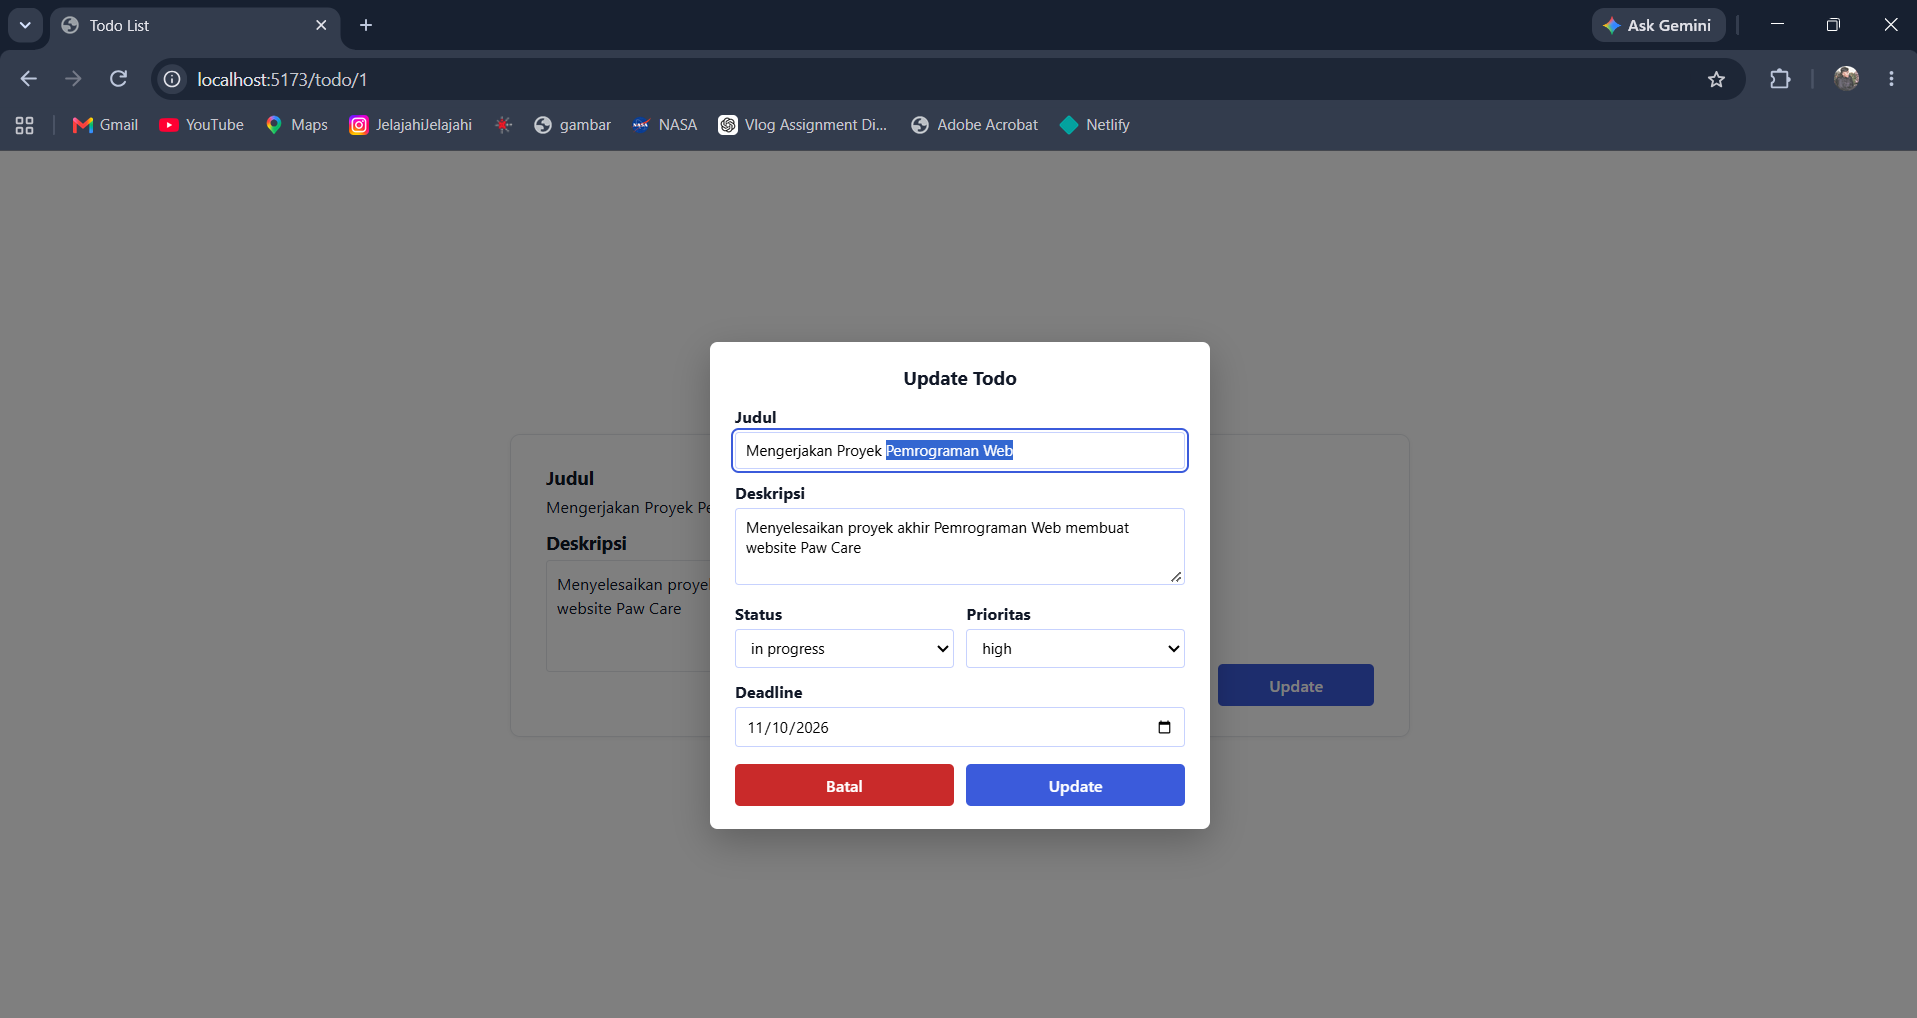 Todo List
Ask Gemini
localhost:5173/todo/1
Gmail
YouTube
Maps
JelajahiJelajahi
gambar
NASA
Vlog Assignment Di...
Adobe Acrobat
Netlify
Update Todo
Judul
Mengerjakan Proyek Pemrograman Web
Deskripsi
Menyelesaikan proyek akhir Pemrograman Web membuat
website Paw Care
Status
Prioritas
in progress
high
Deadline
11/10/2026
Batal
Update
Judul
Mengerjakan Proyek
Deskripsi
Menyelesaikan
website Paw Care
Update